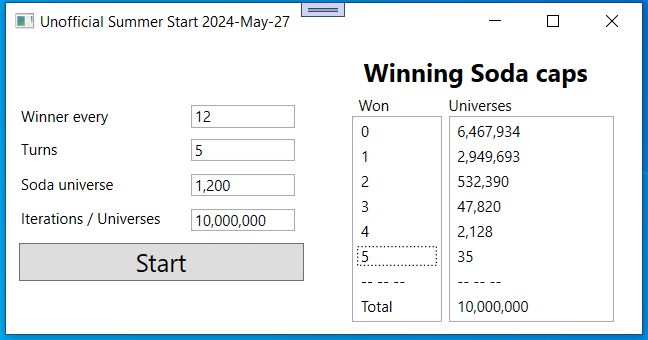 Unofficial Summer Start 2024-May-27
Winning Soda caps
Won Universes
Winner every 12
Turns 5
Soda universe 1,200
Iterations / Universes 10,000,000
Start
0 6,467,934
1 2,949,693
2 532,390
3 47,820
4 2,128
5 35
-- -- -- -- -- --
Total 10,000,000